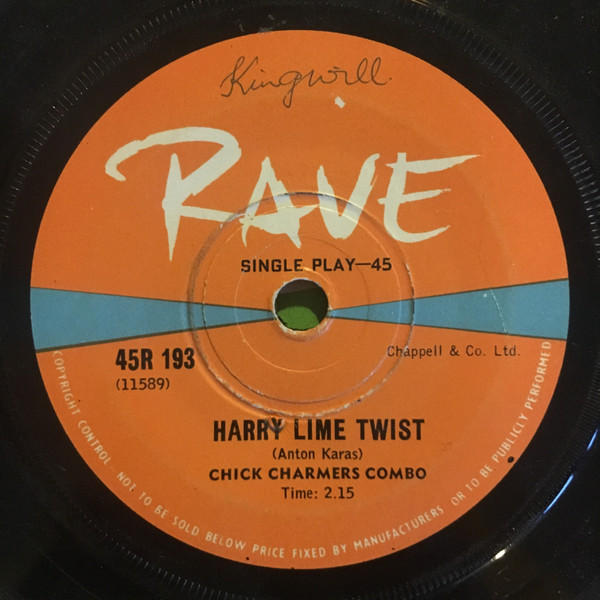 Kingwill.
RAVE
SINGLE PLAY—45
45R 193
(11589)
Chappell & Co. Ltd.
HARRY LIME TWIST
(Anton Karas)
CHICK CHARMERS COMBO
Time: 2.15
COPYRIGHT CONTROL. NOT TO BE SOLD BELOW PRICE FIXED BY MANUFACTURERS OR TO BE PUBLICLY PERFORMED